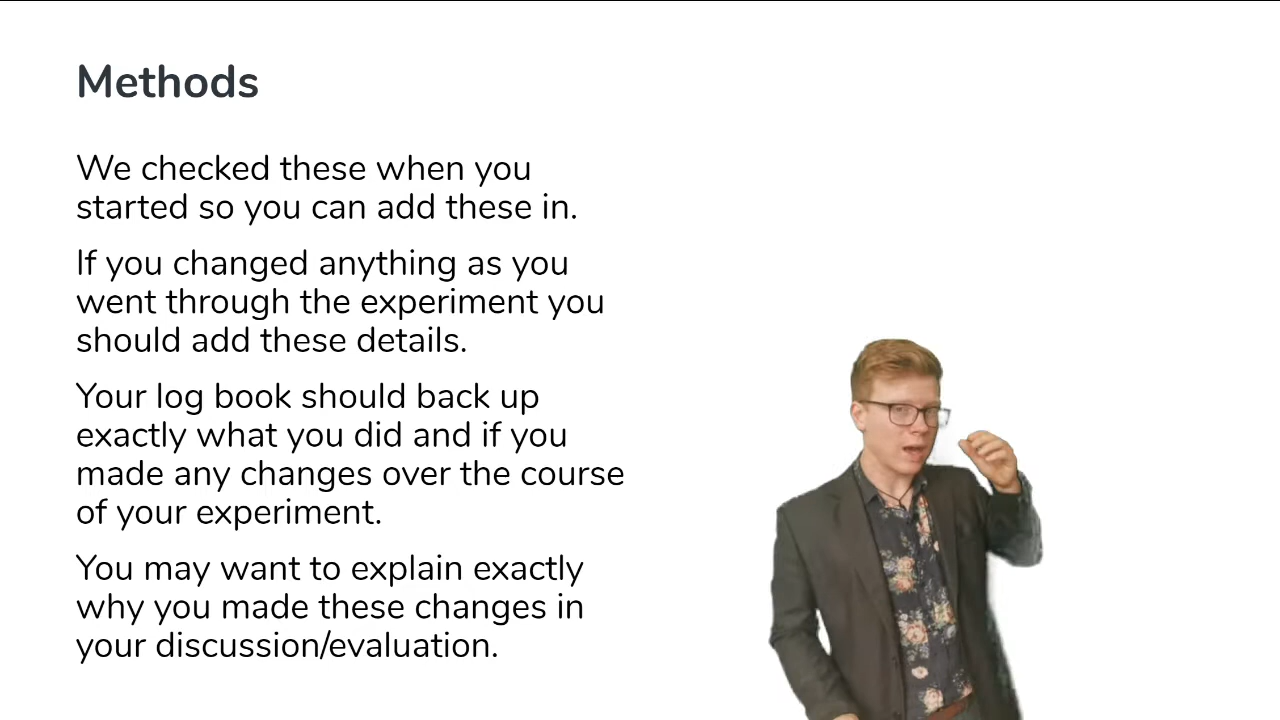 Methods
We checked these when you
started so you can add these in.
If you changed anything as you
went through the experiment you
should add these details.
Your log book should back up
exactly what you did and if you
made any changes over the course
of your experiment.
You may want to explain exactly
why you made these changes in
your discussion/evaluation.